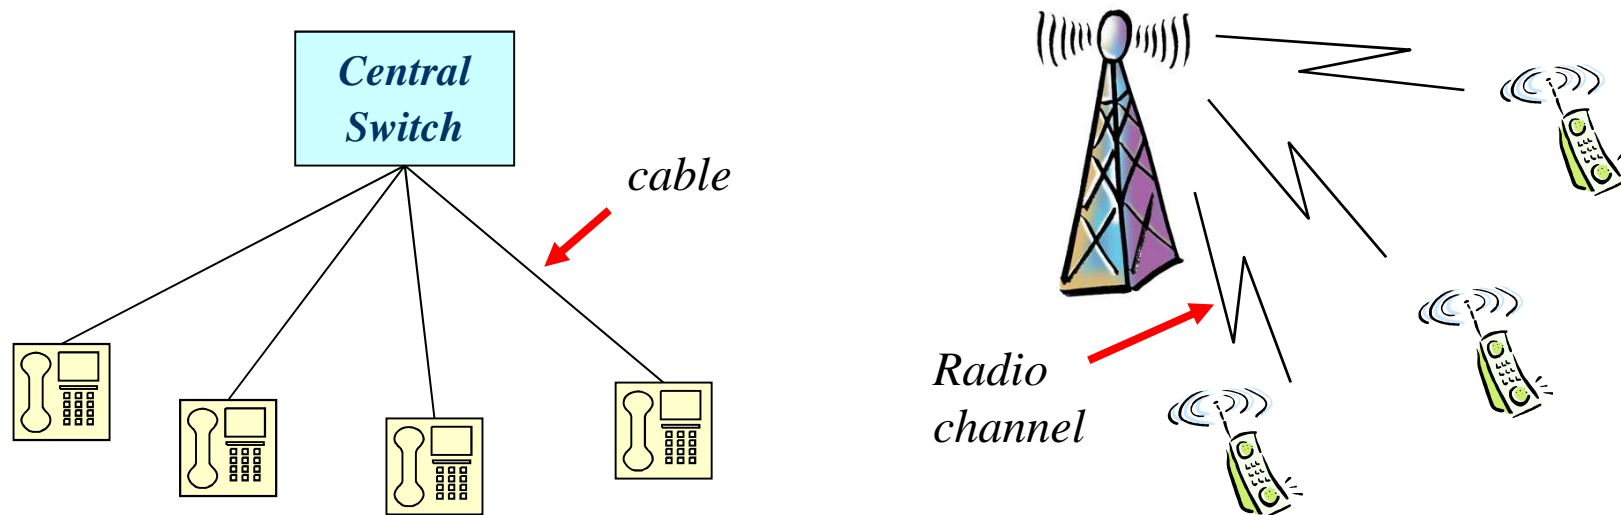 Central
Switch
cable
Radio
channel